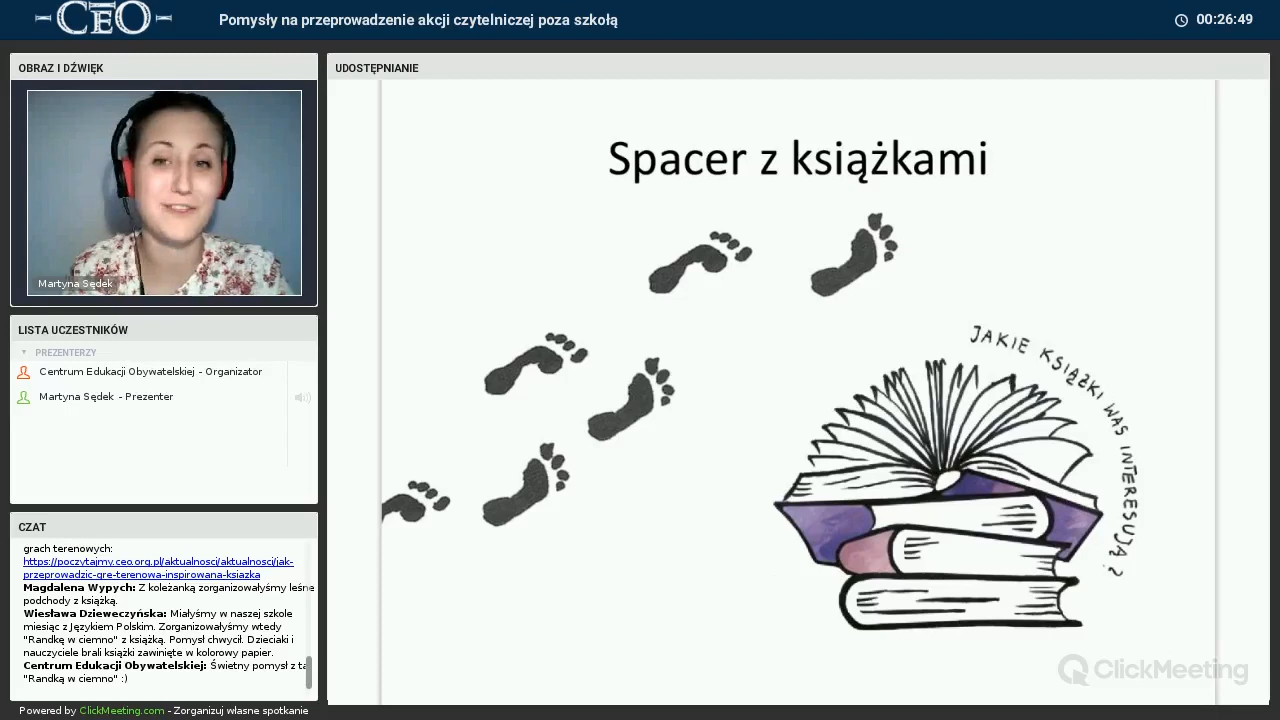 CEO
Pomysły na przeprowadzenie akcji czytelniczej poza szkołą
00:26:49
OBRAZ I DŹWIĘK
Martyna Sędek
LISTA UCZESTNIKÓW
PREZENTERZY
Centrum Edukacji Obywatelskiej - Organizator
Martyna Sędek - Prezenter
CZAT
grach terenowych:
https://poczytajmy.ceo.org.pl/aktualnosci/aktualnosci/jak-
przeprowadzic-gre-terenowa-inspirowana-ksiazka
Magdalena Wypych: Z koleżanką zorganizowałyśmy leśne
podchody z książką.
Wiesława Dzieweczyńska: Miałyśmy w naszej szkole
miesiąc z Językiem Polskim. Zorganizowałyśmy wtedy
"Randkę w ciemno" z książką. Pomysł chwycił. Dzieciaki i
nauczyciele brali książki zawinięte w kolorowy papier.
Centrum Edukacji Obywatelskiej: Świetny pomysł z tą
"Randką w ciemno" :)
Powered by ClickMeeting.com - Zorganizuj własne spotkanie
UDOSTĘPNIANIE
Spacer z książkami
JAKIE KSIĄŻKI WAS INTERESUJĄ?
ClickMeeting